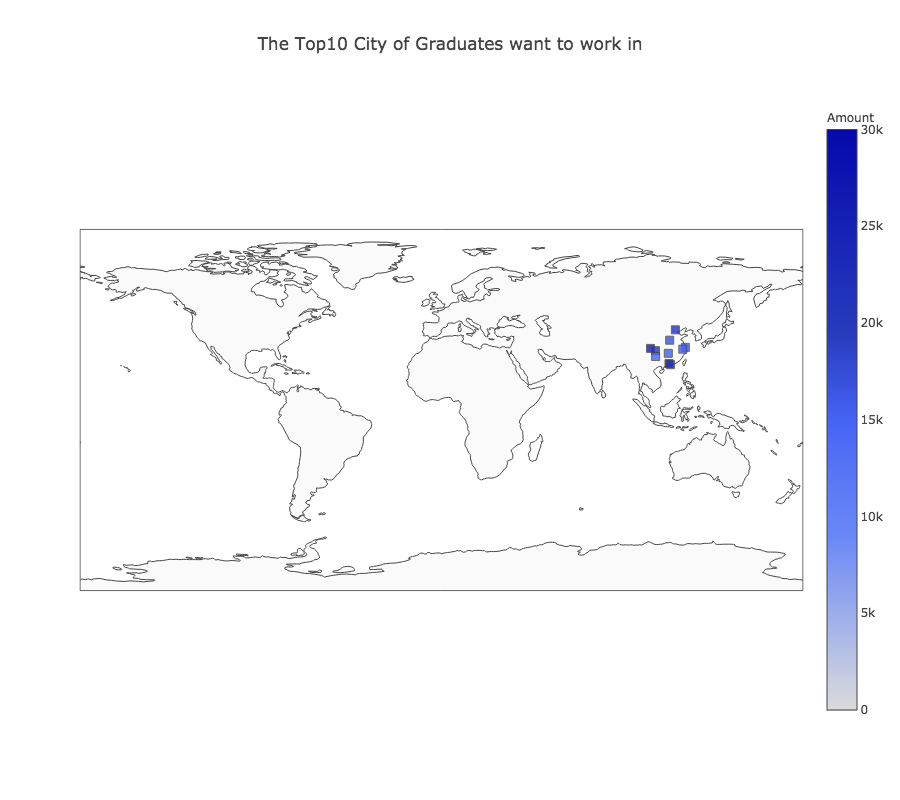 The Top10 City of Graduates want to work in
Amount
30k
25k
20k
15k
10k
5k
0